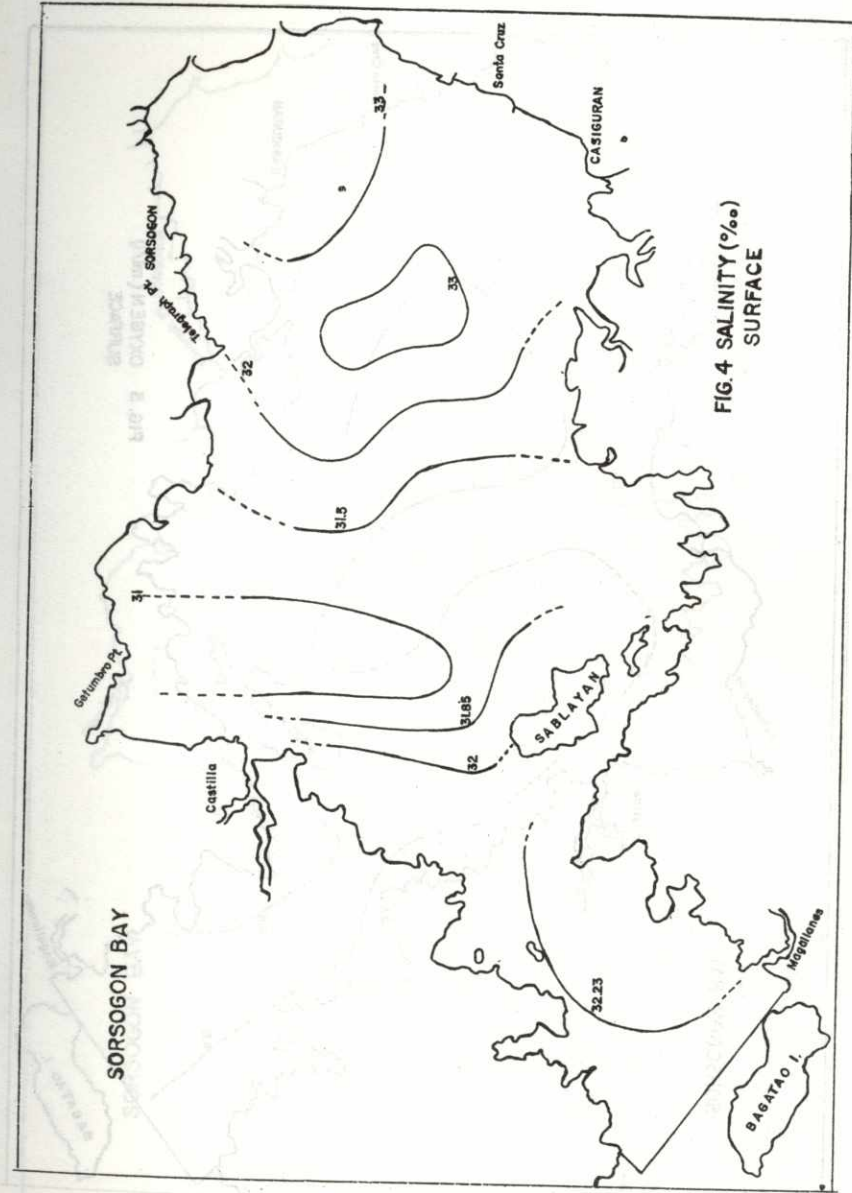 SORSOGON BAY
Getumbro Pt.
31
Telegraph Pt.
SORSOGON
Castilla
32
31.5
33
33
31.85
32
Santa Cruz
SABLAYAN
CASIGURAN
32.23
FIG. 4 SALINITY (‰)
SURFACE
BAGATAO I.
Magallanes